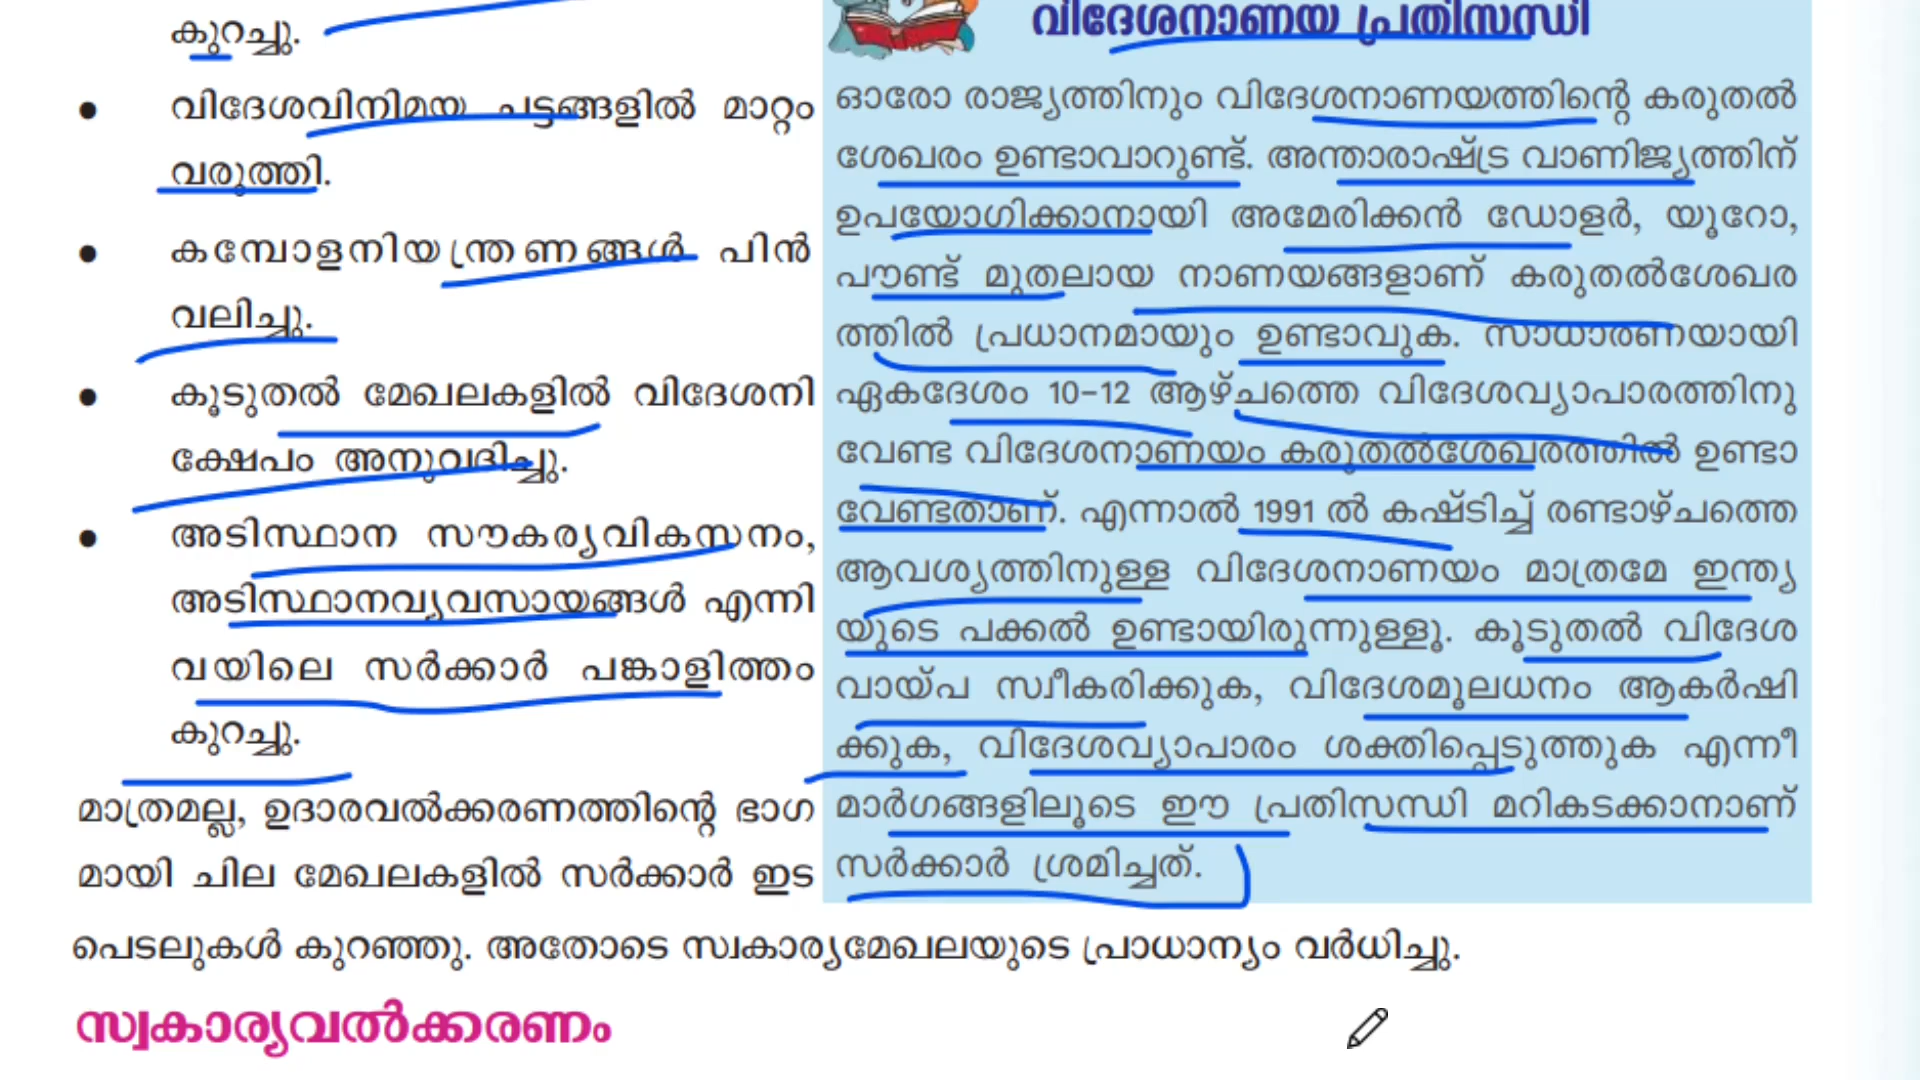 കുറച്ചു.
വിദേശവിനിമയ ചട്ടങ്ങളിൽ മാറ്റം
വരുത്തി.
കമ്പോളനിയന്ത്രണങ്ങൾ പിൻ
വലിച്ചു.
കൂടുതൽ മേഖലകളിൽ വിദേശനി
ക്ഷേപം അനുവദിച്ചു.
അടിസ്ഥാന സൗകര്യവികസനം,
അടിസ്ഥാനവ്യവസായങ്ങൾ എന്നി
വയിലെ സർക്കാർ പങ്കാളിത്തം
കുറച്ചു.
മാത്രമല്ല, ഉദാരവൽക്കരണത്തിന്റെ ഭാഗ
മായി ചില മേഖലകളിൽ സർക്കാർ ഇട
പെടലുകൾ കുറഞ്ഞു. അതോടെ സ്വകാര്യമേഖലയുടെ പ്രാധാന്യം വർധിച്ചു.
വിദേശനാണയ പ്രതിസന്ധി
ഓരോ രാജ്യത്തിനും വിദേശനാണയത്തിന്റെ കരുതൽ
ശേഖരം ഉണ്ടാവാറുണ്ട്. അന്താരാഷ്ട്ര വാണിജ്യത്തിന്
ഉപയോഗിക്കാനായി അമേരിക്കൻ ഡോളർ, യൂറോ,
പൗണ്ട് മുതലായ നാണയങ്ങളാണ് കരുതൽശേഖര
ത്തിൽ പ്രധാനമായും ഉണ്ടാവുക. സാധാരണയായി
ഏകദേശം 10-12 ആഴ്ചത്തെ വിദേശവ്യാപാരത്തിനു
വേണ്ട വിദേശനാണയം കരുതൽശേഖരത്തിൽ ഉണ്ടാ
വേണ്ടതാണ്. എന്നാൽ 1991 ൽ കഷ്ടിച്ച് രണ്ടാഴ്ചത്തെ
ആവശ്യത്തിനുള്ള വിദേശനാണയം മാത്രമേ ഇന്ത്യ
യുടെ പക്കൽ ഉണ്ടായിരുന്നുള്ളൂ. കൂടുതൽ വിദേശ
വായ്പ സ്വീകരിക്കുക, വിദേശമൂലധനം ആകർഷി
ക്കുക, വിദേശവ്യാപാരം ശക്തിപ്പെടുത്തുക എന്നീ
മാർഗങ്ങളിലൂടെ ഈ പ്രതിസന്ധി മറികടക്കാനാണ്
സർക്കാർ ശ്രമിച്ചത്.
സ്വകാര്യവൽക്കരണം